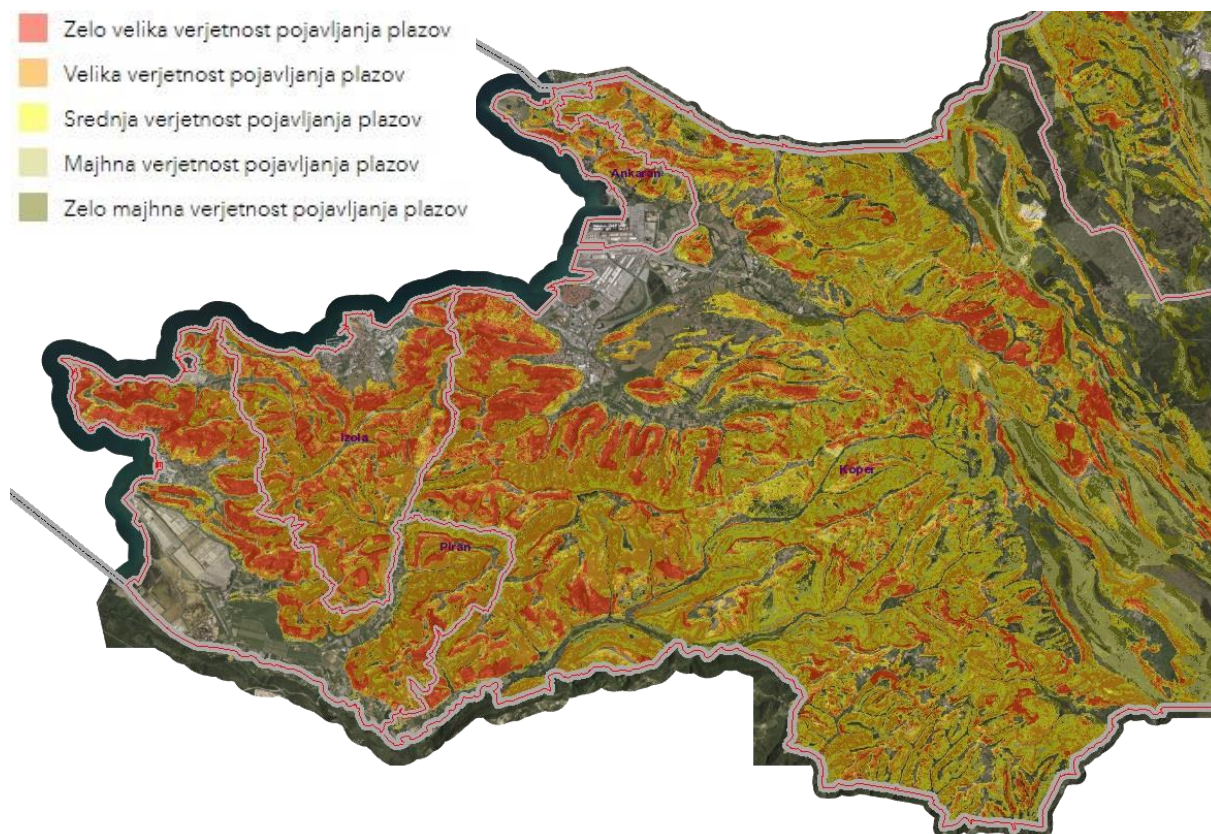 Zelo velika verjetnost pojavljanja plazov
Velika verjetnost pojavljanja plazov
Srednja verjetnost pojavljanja plazov
Majhna verjetnost pojavljanja plazov
Zelo majhna verjetnost pojavljanja plazov
Ankaran
Izola
Koper
Piran